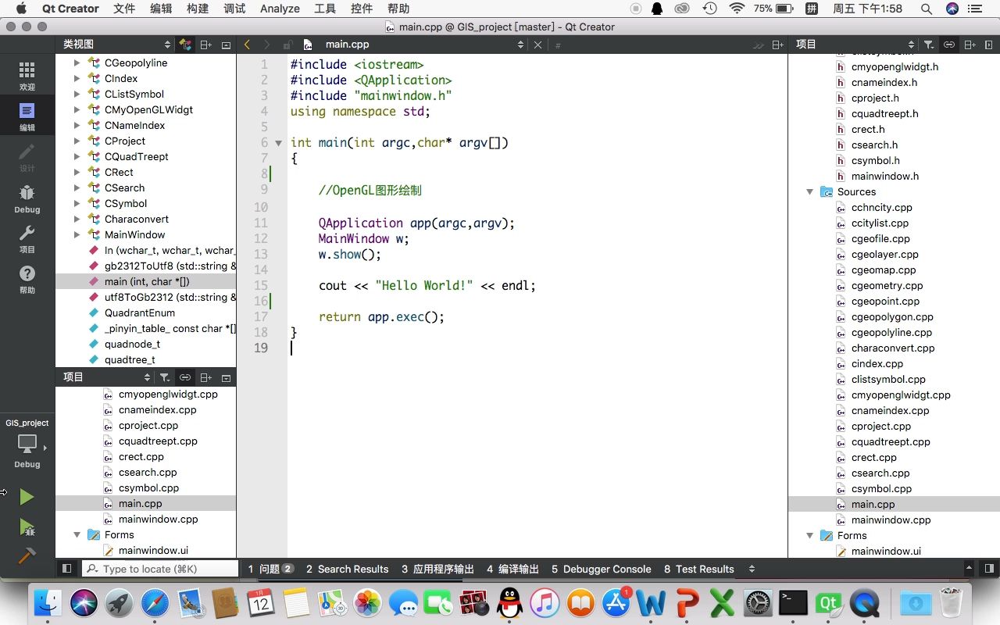 Qt Creator 文件 编辑 构建 调试 Analyze 工具 控件 帮助 75% 拼 周五 下午1:58
main.cpp @ GIS_project [master] - Qt Creator
类视图
main.cpp
#
项目
欢迎
编辑
设计
Debug
项目
帮助
GIS_project
Debug
CGeopolyline
CIndex
CListSymbol
CMyOpenGLWidgt
CNameIndex
CProject
CQuadTreept
CRect
CSearch
CSymbol
Characonvert
MainWindow
In (wchar_t, wchar_t, wchar_
gb2312ToUtf8 (std::string &
main (int, char *[])
utf8ToGb2312 (std::string &
QuadrantEnum
_pinyin_table_ const char *[]
quadnode_t
quadtree_t
项目
cmyopenglwidgt.cpp
cnameindex.cpp
cproject.cpp
cquadtreept.cpp
crect.cpp
csearch.cpp
csymbol.cpp
main.cpp
mainwindow.cpp
Forms
mainwindow.ui
1 #include <iostream>
2 #include <QApplication>
3 #include "mainwindow.h"
4 using namespace std;
5
6 int main(int argc,char* argv[])
7 {
8
9 //OpenGL图形绘制
10
11 QApplication app(argc,argv);
12 MainWindow w;
13 w.show();
14
15 cout << "Hello World!" << endl;
16
17 return app.exec();
18 }
19
cmyopenglwidgt.h
cnameindex.h
cproject.h
cquadtreept.h
crect.h
csearch.h
csymbol.h
mainwindow.h
Sources
cchncity.cpp
ccitylist.cpp
cgeofile.cpp
cgeolayer.cpp
cgeomap.cpp
cgeometry.cpp
cgeopoint.cpp
cgeopolygon.cpp
cgeopolyline.cpp
characonvert.cpp
cindex.cpp
clistsymbol.cpp
cmyopenglwidgt.cpp
cnameindex.cpp
cproject.cpp
cquadtreept.cpp
crect.cpp
csearch.cpp
csymbol.cpp
main.cpp
mainwindow.cpp
Forms
mainwindow.ui
Type to locate (⌘K) 1 问题 2 2 Search Results 3 应用程序输出 4 编译输出 5 Debugger Console 8 Test Results
1月
12
1
Qt